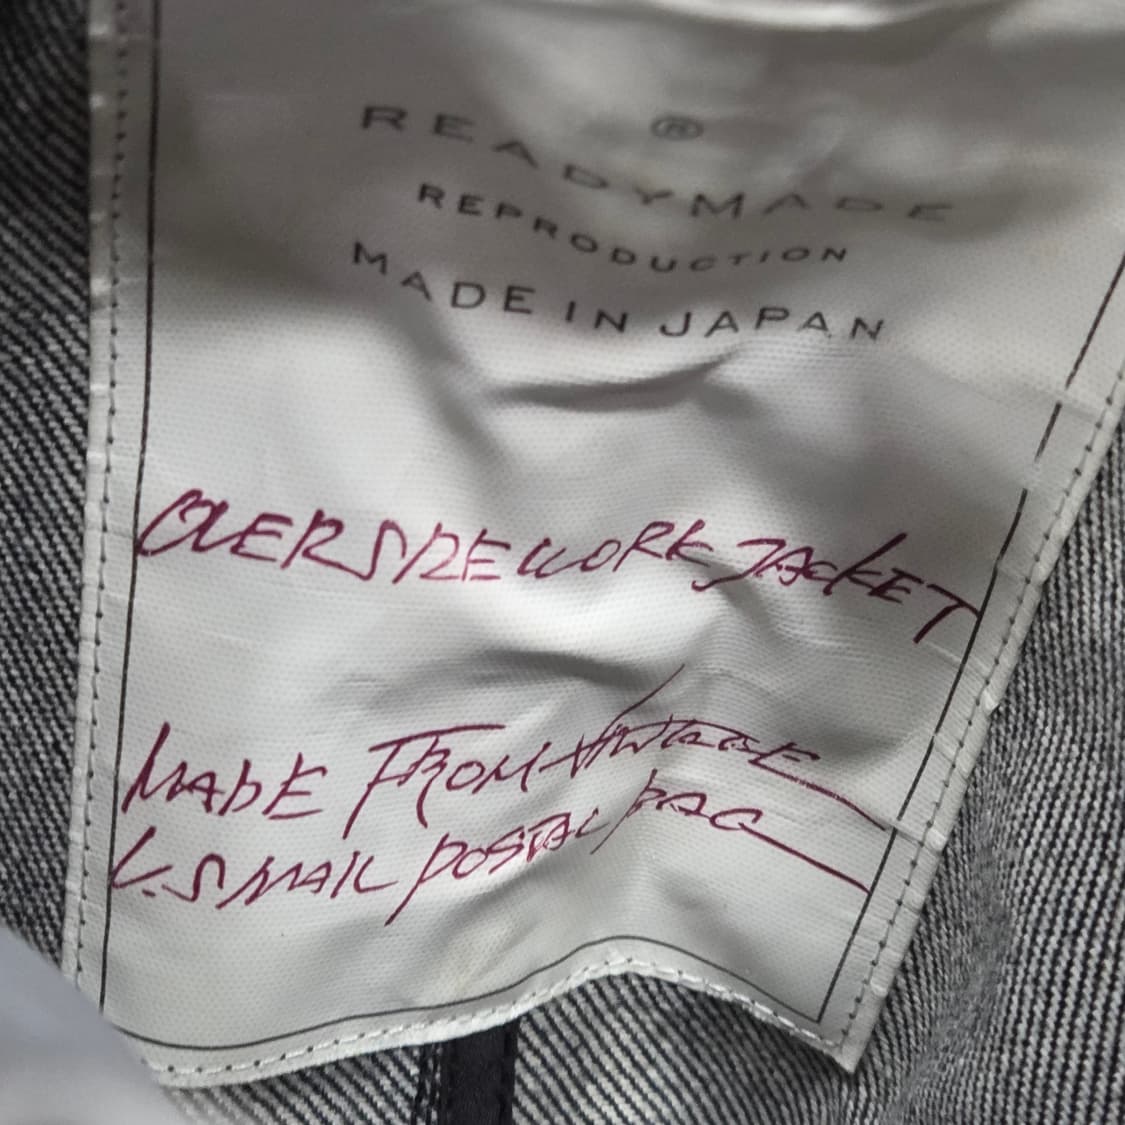 READYMADE®
REPRODUCTION
MADE IN JAPAN
OVERSIZE WORK JACKET
MADE FROM VINTAGE
U.S MAIL POSTAL BAG